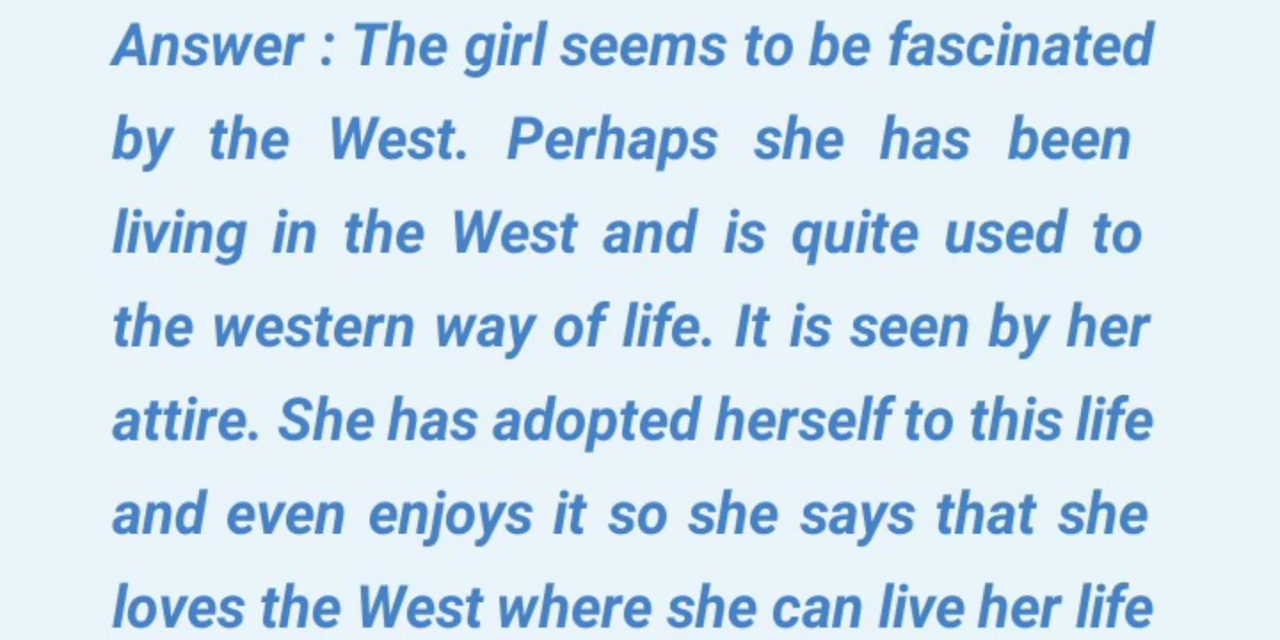 Answer : The girl seems to be fascinated
by the West. Perhaps she has been
living in the West and is quite used to
the western way of life. It is seen by her
attire. She has adopted herself to this life
and even enjoys it so she says that she
loves the West where she can live her life